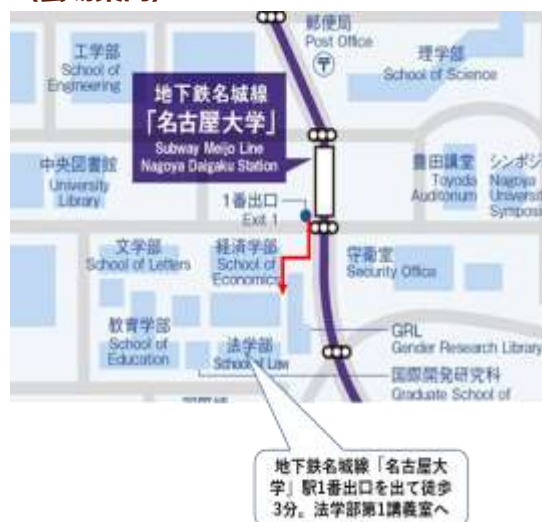 郵便局
Post Office
〒
工学部
School of
Engineering
理学部
School of Science
地下鉄名城線
「名古屋大学」
Subway Meijo Line
Nagoya Daigaku Station
中央図書館
University
Library
豊田講堂
Toyoda
Auditorium
シンポジ
Nagoya
Universit
Symposi
1番出口
Exit 1
文学部
School of Letters
経済学部
School of
Economics
守衛室
Security Office
教育学部
School of
Education
法学部
School of Law
GRL
Gender Research Library
国際開発研究科
Graduate School of
地下鉄名城線「名古屋大
学」駅1番出口を出て徒歩
3分。法学部第1講義室へ